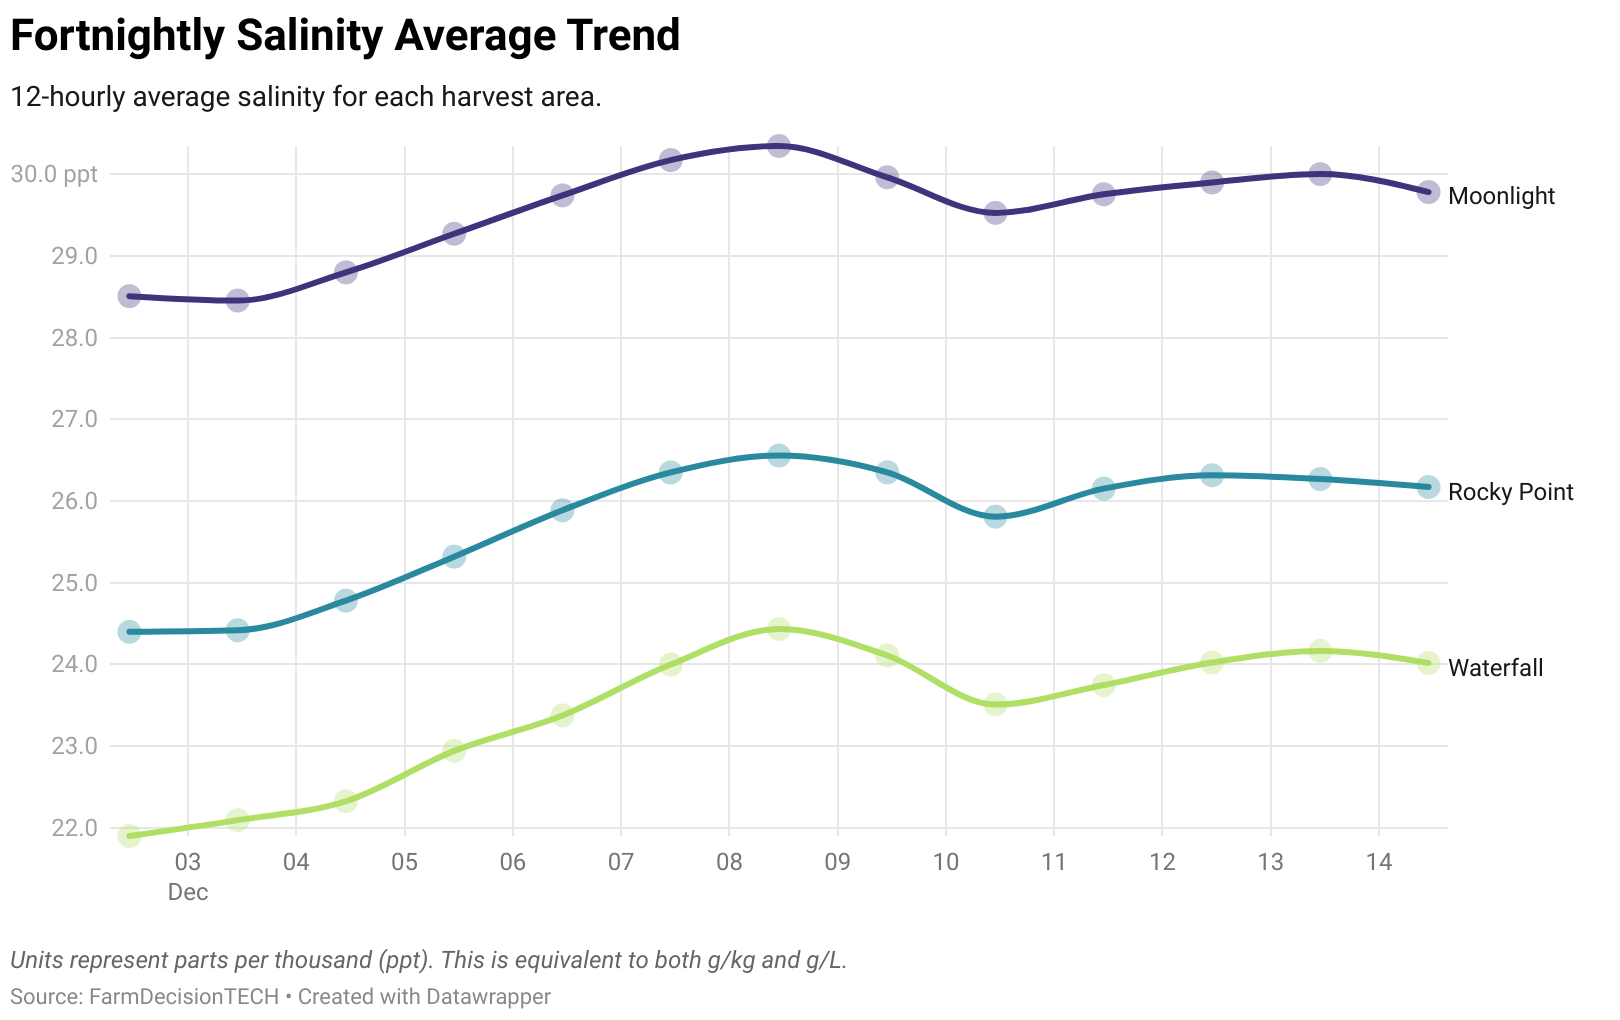 Fortnightly Salinity Average Trend
12-hourly average salinity for each harvest area.
30.0 ppt
29.0
28.0
27.0
26.0
25.0
24.0
23.0
22.0
Moonlight
Rocky Point
Waterfall
03 04 05 06 07 08 09 10 11 12 13 14
Dec
Units represent parts per thousand (ppt). This is equivalent to both g/kg and g/L.
Source: FarmDecisionTECH • Created with Datawrapper